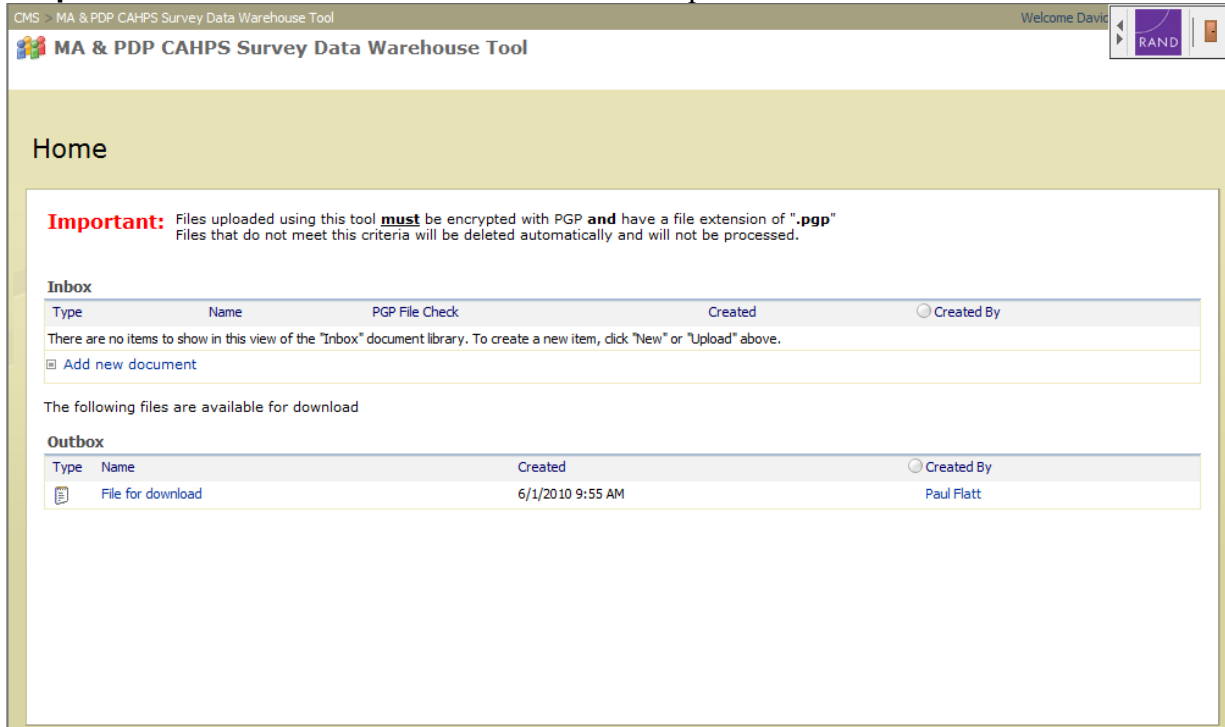 CMS > MA & PDP CAHPS Survey Data Warehouse Tool Welcome David
RAND
MA & PDP CAHPS Survey Data Warehouse Tool
Home
Important: Files uploaded using this tool must be encrypted with PGP and have a file extension of ".pgp"
Files that do not meet this criteria will be deleted automatically and will not be processed.
Inbox
Type Name PGP File Check Created Created By
There are no items to show in this view of the "Inbox" document library. To create a new item, click "New" or "Upload" above.
Add new document
The following files are available for download
Outbox
Type Name Created Created By
File for download 6/1/2010 9:55 AM Paul Flatt